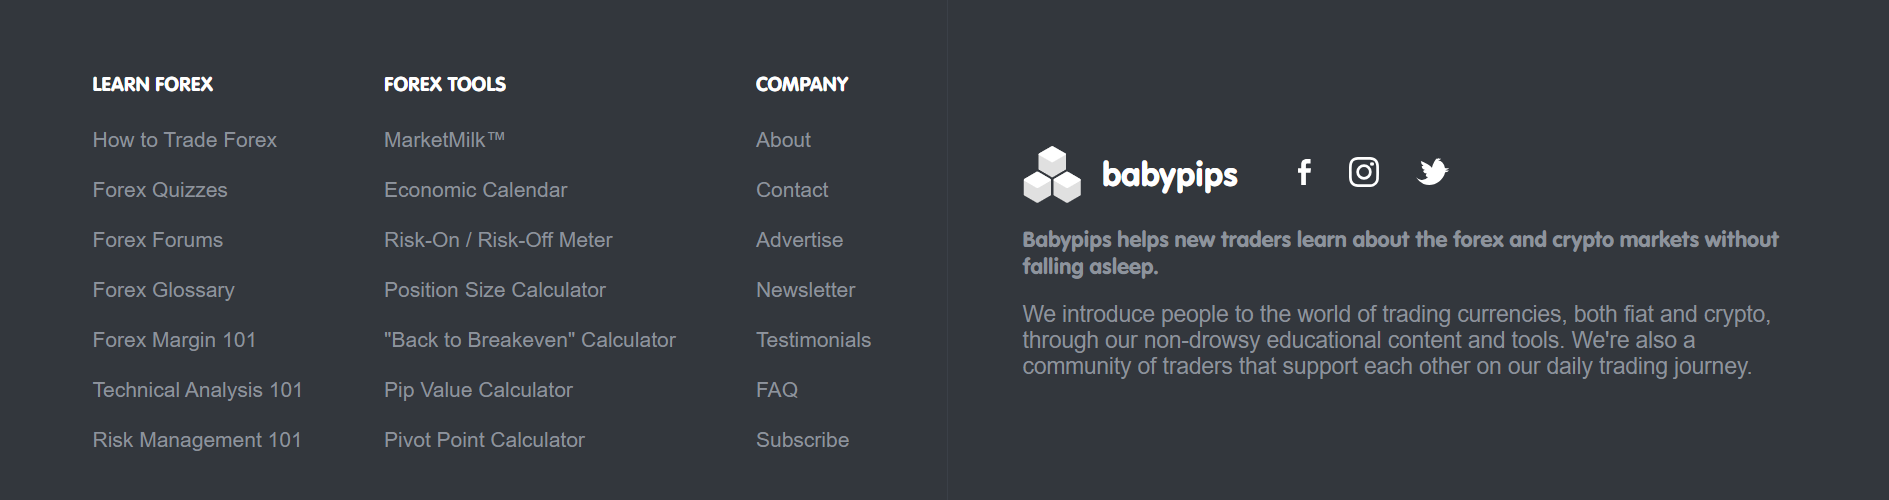 LEARN FOREX
How to Trade Forex
Forex Quizzes
Forex Forums
Forex Glossary
Forex Margin 101
Technical Analysis 101
Risk Management 101
FOREX TOOLS
MarketMilk™
Economic Calendar
Risk-On / Risk-Off Meter
Position Size Calculator
"Back to Breakeven" Calculator
Pip Value Calculator
Pivot Point Calculator
COMPANY
About
Contact
Advertise
Newsletter
Testimonials
FAQ
Subscribe
babypips
Babypips helps new traders learn about the forex and crypto markets without
falling asleep.
We introduce people to the world of trading currencies, both fiat and crypto,
through our non-drowsy educational content and tools. We're also a
community of traders that support each other on our daily trading journey.